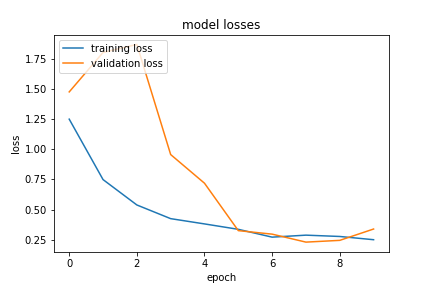 model losses
training loss
validation loss
1.75
1.50
1.25
1.00
0.75
0.50
0.25
loss
0 2 4 6 8
epoch